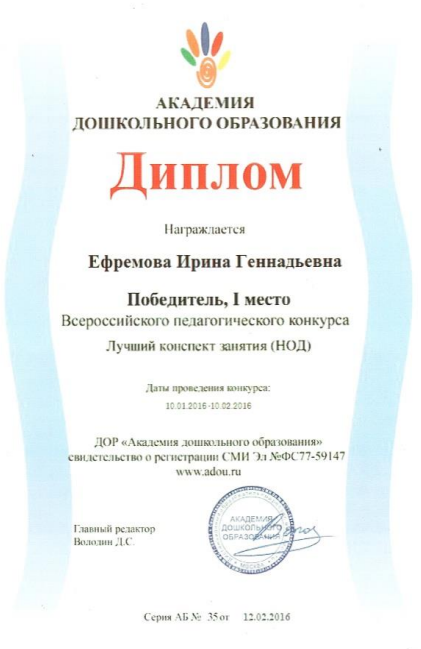 АКАДЕМИЯ
ДОШКОЛЬНОГО ОБРАЗОВАНИЯ
Диплом
Награждается
Ефремова Ирина Геннадьевна
Победитель, I место
Всероссийского педагогического конкурса
Лучший конспект занятия (НОД)
Даты проведения конкурса:
10.01.2016-10.02.2016
ДОР «Академия дошкольного образования»
свидетельство о регистрации СМИ Эл №ФС77-59147
www.adou.ru
АКАДЕМИЯ
ДОШКОЛЬНОГО
ОБРАЗОВАНИЯ
Главный редактор
Володин Д.С.
Серия АБ № 35 от 12.02.2016